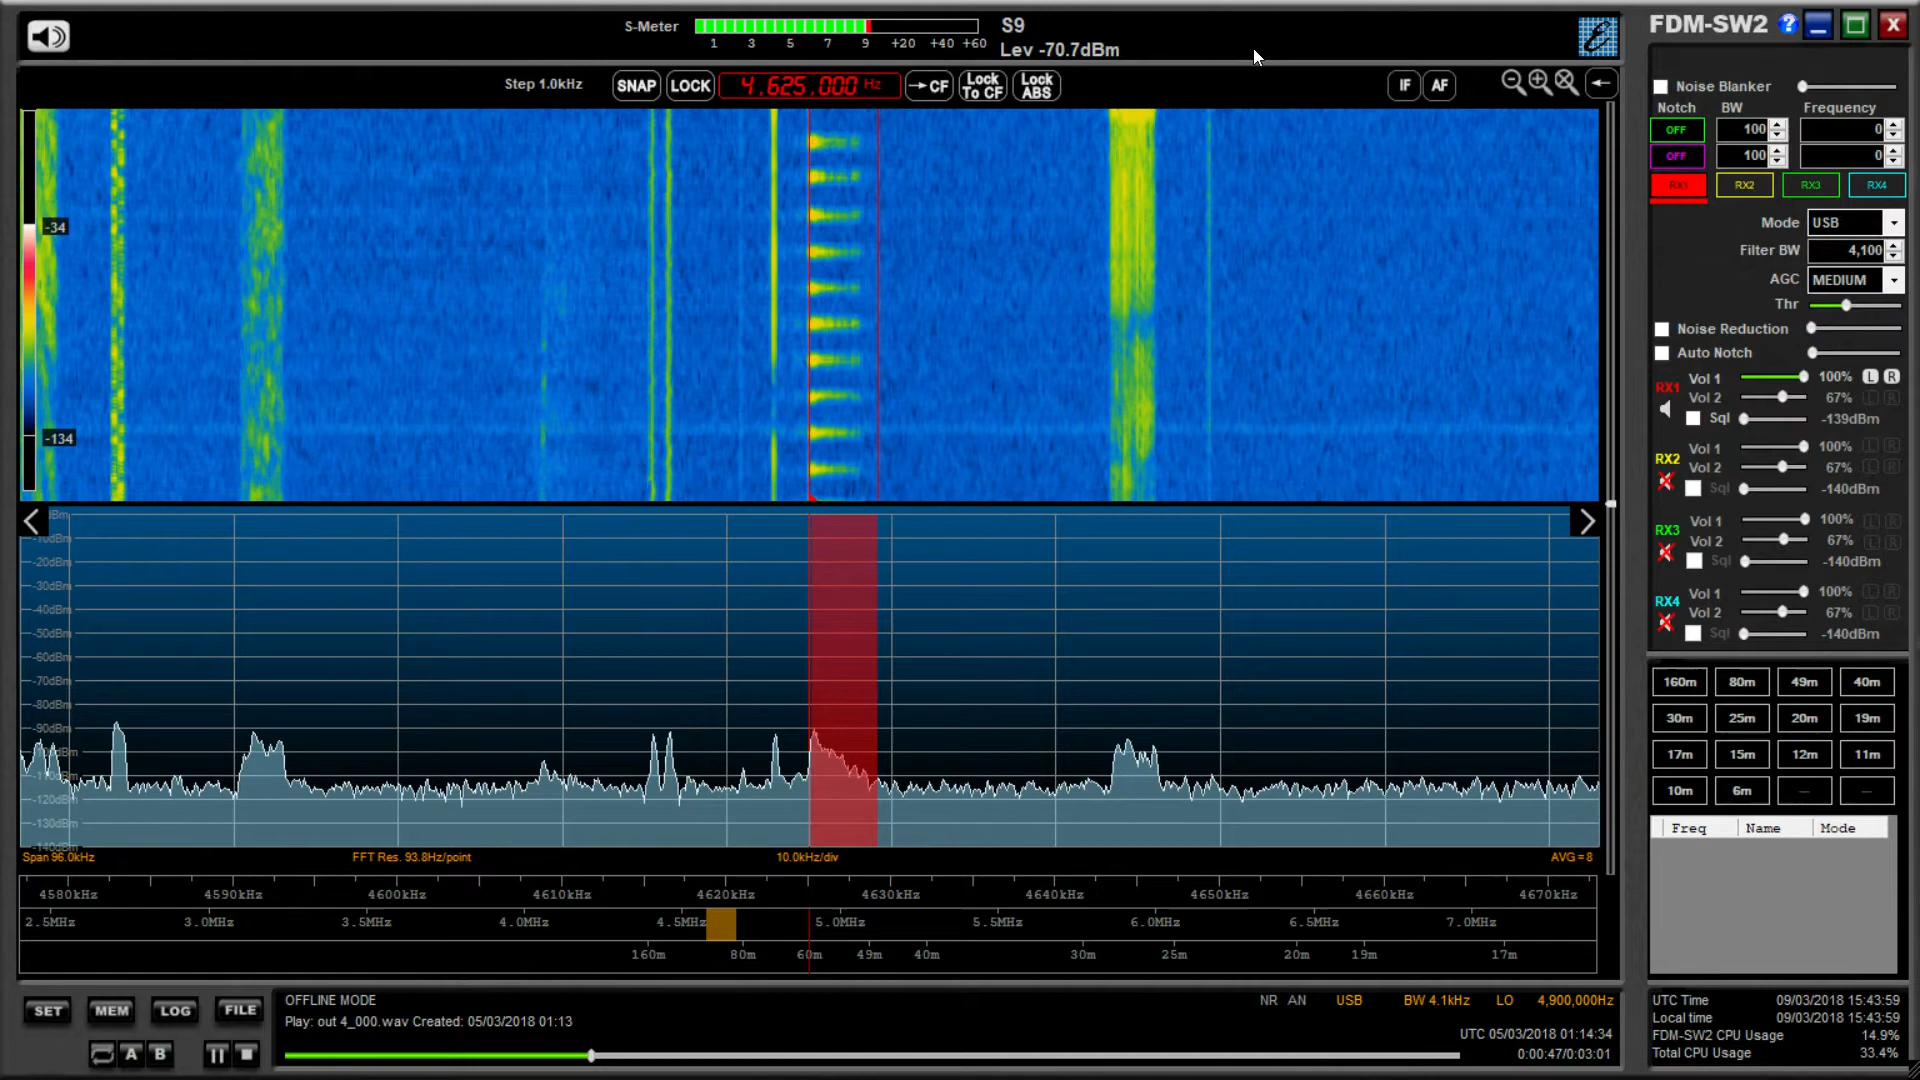 S-Meter
1 3 5 7 9 +20 +40 +60
S9
Lev -70.7dBm
FDM-SW2
?
X
Step 1.0kHz
SNAP
LOCK
4.625.000 Hz
→CF
Lock To CF
Lock ABS
IF
AF
-34
-134
Noise Blanker
Notch BW Frequency
OFF 100 0
OFF 100 0
RX1 RX2 RX3 RX4
Mode USB
Filter BW 4,100
AGC MEDIUM
Thr
Noise Reduction
Auto Notch
RX1
Vol 1 100% L R
Vol 2 67% L R
Sql -139dBm
RX2
Vol 1 100% L R
Vol 2 67% L R
Sql -140dBm
RX3
Vol 1 100% L R
Vol 2 67% L R
Sql -140dBm
RX4
Vol 1 100% L R
Vol 2 67% L R
Sql -140dBm
-10dBm
-20dBm
-30dBm
-40dBm
-50dBm
-60dBm
-70dBm
-80dBm
-90dBm
-110dBm
-120dBm
-130dBm
-140dBm
Span 96.0kHz
FFT Res. 93.8Hz/point
10.0kHz/div
AVG=8
4580kHz 4590kHz 4600kHz 4610kHz 4620kHz 4630kHz 4640kHz 4650kHz 4660kHz 4670kHz
2.5MHz 3.0MHz 3.5MHz 4.0MHz 4.5MHz 5.0MHz 5.5MHz 6.0MHz 6.5MHz 7.0MHz
160m 80m 60m 49m 40m 30m 25m 20m 19m 17m
160m 80m 49m 40m
30m 25m 20m 19m
17m 15m 12m 11m
10m 6m — —
Freq Name Mode
SET MEM LOG FILE
A B
OFFLINE MODE
Play: out 4_000.wav Created: 05/03/2018 01:13
NR AN USB BW 4.1kHz LO 4,900,000Hz
UTC 05/03/2018 01:14:34
0:00:47/0:03:01
UTC Time 09/03/2018 15:43:59
Local time 09/03/2018 15:43:59
FDM-SW2 CPU Usage 14.9%
Total CPU Usage 33.4%